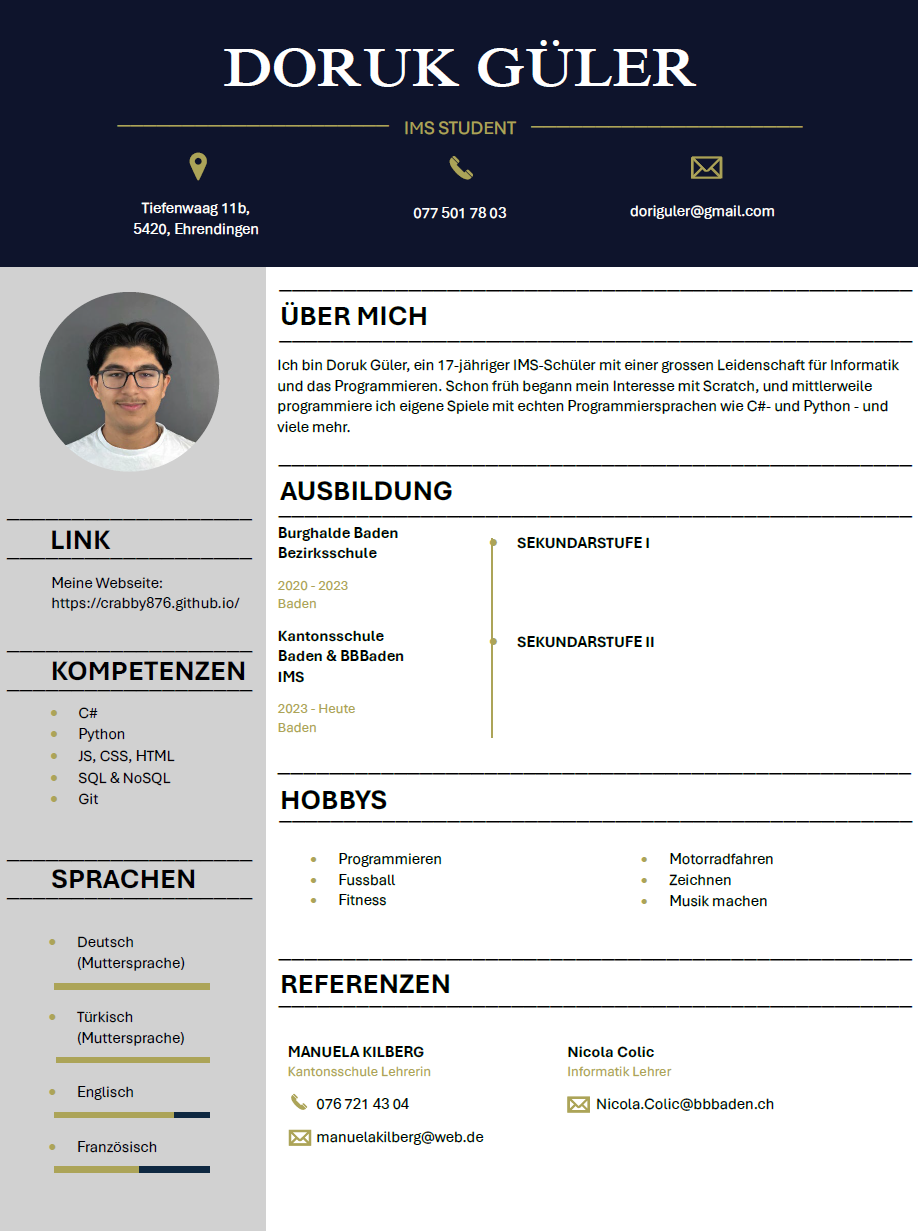 DORUK GÜLER
IMS STUDENT
Tiefenwaag 11b,
5420, Ehrendingen
077 501 78 03
doriguler@gmail.com
LINK
Meine Webseite:
https://crabby876.github.io/
KOMPETENZEN
C#
Python
JS, CSS, HTML
SQL & NoSQL
Git
SPRACHEN
Deutsch
(Muttersprache)
Türkisch
(Muttersprache)
Englisch
Französisch
ÜBER MICH
Ich bin Doruk Güler, ein 17-jähriger IMS-Schüler mit einer grossen Leidenschaft für Informatik
und das Programmieren. Schon früh begann mein Interesse mit Scratch, und mittlerweile
programmiere ich eigene Spiele mit echten Programmiersprachen wie C#- und Python - und
viele mehr.
AUSBILDUNG
Burghalde Baden
Bezirksschule
2020 - 2023
Baden
SEKUNDARSTUFE I
Kantonsschule
Baden & BBBaden
IMS
2023 - Heute
Baden
SEKUNDARSTUFE II
HOBBYS
Programmieren
Fussball
Fitness
Motorradfahren
Zeichnen
Musik machen
REFERENZEN
MANUELA KILBERG
Kantonsschule Lehrerin
076 721 43 04
manuelakilberg@web.de
Nicola Colic
Informatik Lehrer
Nicola.Colic@bbbaden.ch